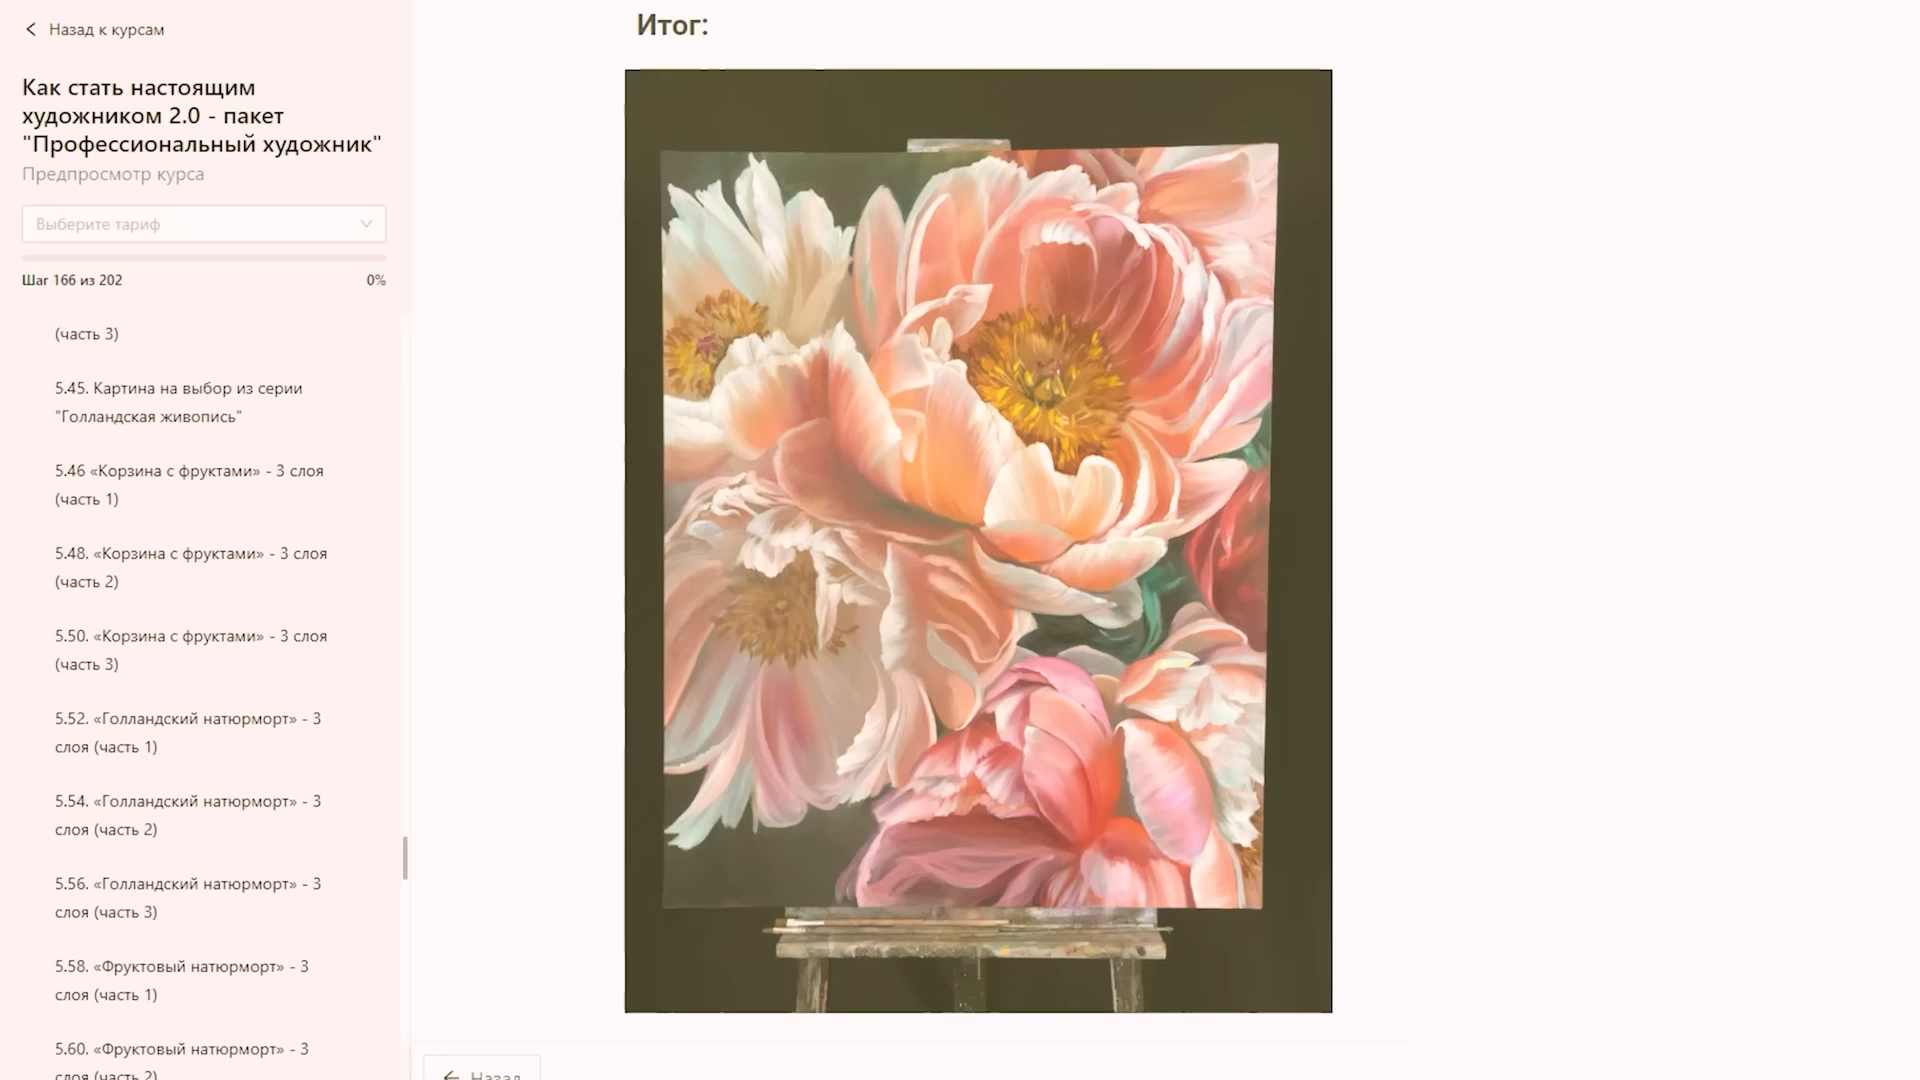 Назад к курсам
Как стать настоящим
художником 2.0 - пакет
"Профессиональный художник"
Предпросмотр курса
Выберите тариф
Шаг 166 из 202
0%
(часть 3)
5.45. Картина на выбор из серии
"Голландская живопись"
5.46 «Корзина с фруктами» - 3 слоя
(часть 1)
5.48. «Корзина с фруктами» - 3 слоя
(часть 2)
5.50. «Корзина с фруктами» - 3 слоя
(часть 3)
5.52. «Голландский натюрморт» - 3
слоя (часть 1)
5.54. «Голландский натюрморт» - 3
слоя (часть 2)
5.56. «Голландский натюрморт» - 3
слоя (часть 3)
5.58. «Фруктовый натюрморт» - 3
слоя (часть 1)
5.60. «Фруктовый натюрморт» - 3
слоя (часть 2)
Итог:
Назад